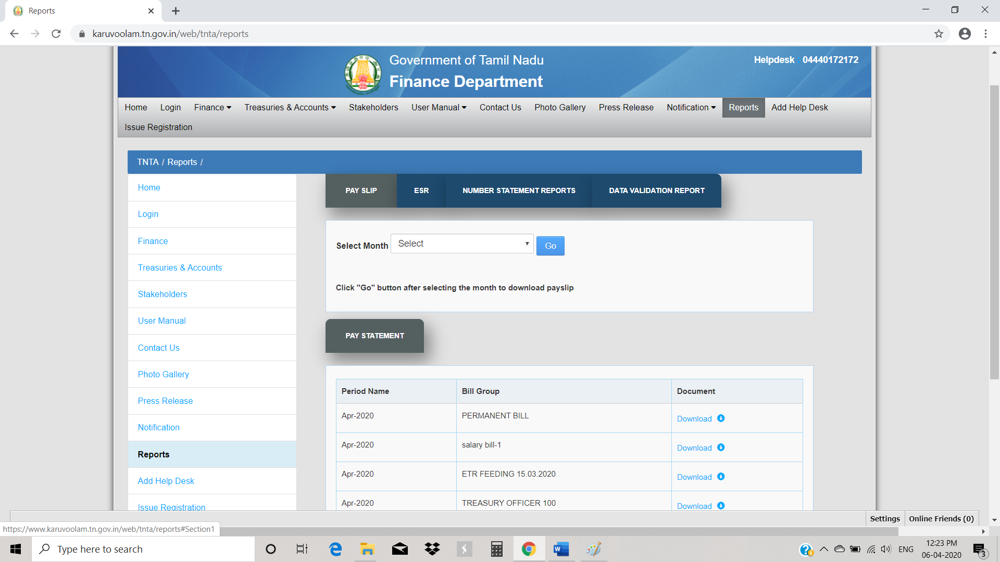 Reports
karuvoolam.tn.gov.in/web/tnta/reports
Government of Tamil Nadu
Finance Department
Helpdesk : 04440172172
Home Login Finance Treasuries & Accounts Stakeholders User Manual Contact Us Photo Gallery Press Release Notification Reports Add Help Desk
Issue Registration
TNTA / Reports /
Home
Login
Finance
Treasuries & Accounts
Stakeholders
User Manual
Contact Us
Photo Gallery
Press Release
Notification
Reports
Add Help Desk
Issue Registration
PAY SLIP ESR NUMBER STATEMENT REPORTS DATA VALIDATION REPORT
Select Month Select Go
Click "Go" button after selecting the month to download payslip
PAY STATEMENT
Period Name Bill Group Document
Apr-2020 PERMANENT BILL Download
Apr-2020 salary bill-1 Download
Apr-2020 ETR FEEDING 15.03.2020 Download
Apr-2020 TREASURY OFFICER 100 Download
Settings Online Friends (0)
https://www.karuvoolam.tn.gov.in/web/tnta/reports#Section1
Type here to search
ENG
12:23 PM
06-04-2020
3